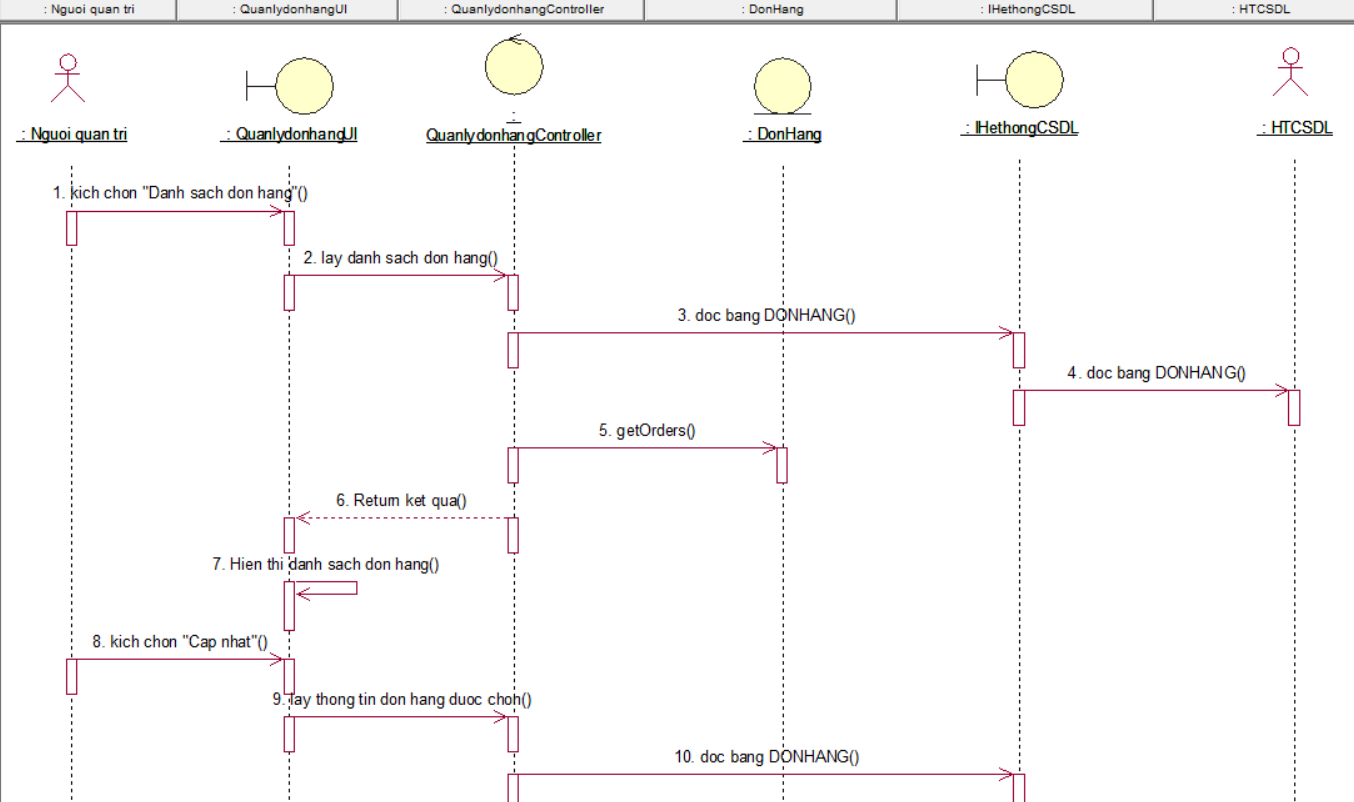 : Nguoi quan tri
: QuanlydonhangUI
: QuanlydonhangController
: DonHang
: IHethongCSDL
: HTCSDL
: Nguoi quan tri
: QuanlydonhangUI
:
QuanlydonhangController
: DonHang
: IHethongCSDL
: HTCSDL
1. kich chon "Danh sach don hang"()
2. lay danh sach don hang()
3. doc bang DONHANG()
4. doc bang DONHANG()
5. getOrders()
6. Return ket qua()
7. Hien thi danh sach don hang()
8. kich chon "Cap nhat"()
9. lay thong tin don hang duoc chon()
10. doc bang DONHANG()